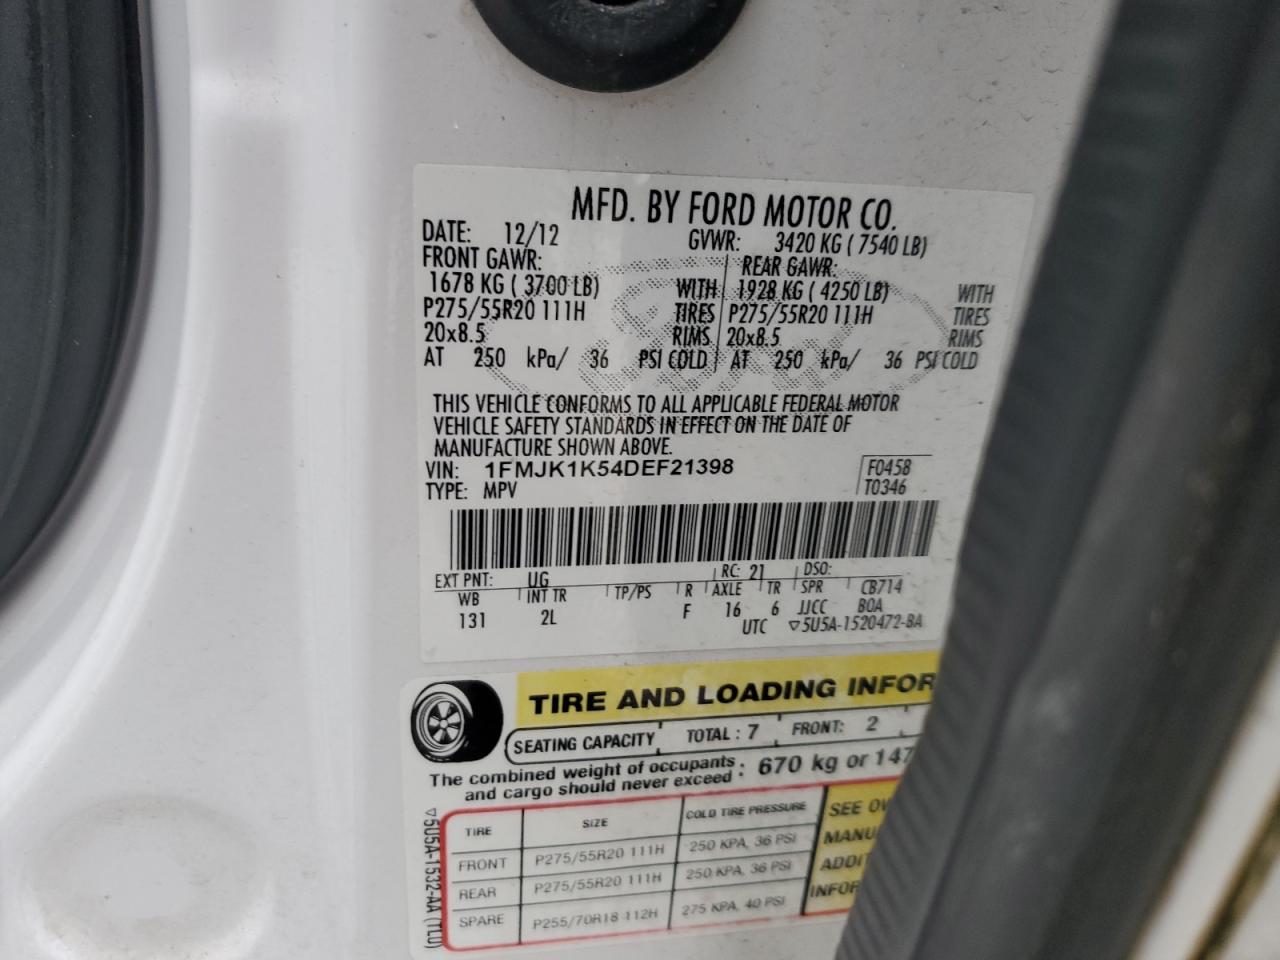 MFD. BY FORD MOTOR CO.
DATE: 12/12 GVWR: 3420 KG ( 7540 LB)
FRONT GAWR: REAR GAWR:
1678 KG ( 3700 LB) WITH 1928 KG ( 4250 LB) WITH
P275/55R20 111H TIRES P275/55R20 111H TIRES
20x8.5 RIMS 20x8.5 RIMS
AT 250 kPa/ 36 PSI COLD AT 250 kPa/ 36 PSI COLD
THIS VEHICLE CONFORMS TO ALL APPLICABLE FEDERAL MOTOR
VEHICLE SAFETY STANDARDS IN EFFECT ON THE DATE OF
MANUFACTURE SHOWN ABOVE.
VIN: 1FMJK1K54DEF21398 F0458
TYPE: MPV T0346
EXT PNT: UG RC: 21 DSO:
WB INT TR TP/PS R AXLE TR SPR CB714
131 2L F 16 6 JJCC BOA
UTC ▽5U5A-1520472-BA
TIRE AND LOADING INFOR
SEATING CAPACITY TOTAL : 7 FRONT: 2
The combined weight of occupants
and cargo should never exceed : 670 kg or 147
TIRE SIZE COLD TIRE PRESSURE
FRONT P275/55R20 111H 250 KPA, 36 PSI
REAR P275/55R20 111H 250 KPA, 36 PSI
SPARE P255/70R18 112H 275 KPA, 40 PSI
SEE OW
MANU
ADDI
INFOR
▽5U5A-1532-AA (TLU)